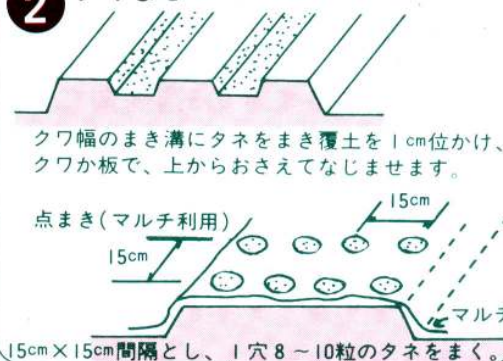 2
クワ幅のまき溝にタネをまき覆土を1cm位かけ、
クワか板で、上からおさえてなじませます。
点まき(マルチ利用)
15cm
15cm
マルチ
15cm×15cm間隔とし、1穴8～10粒のタネをまく。